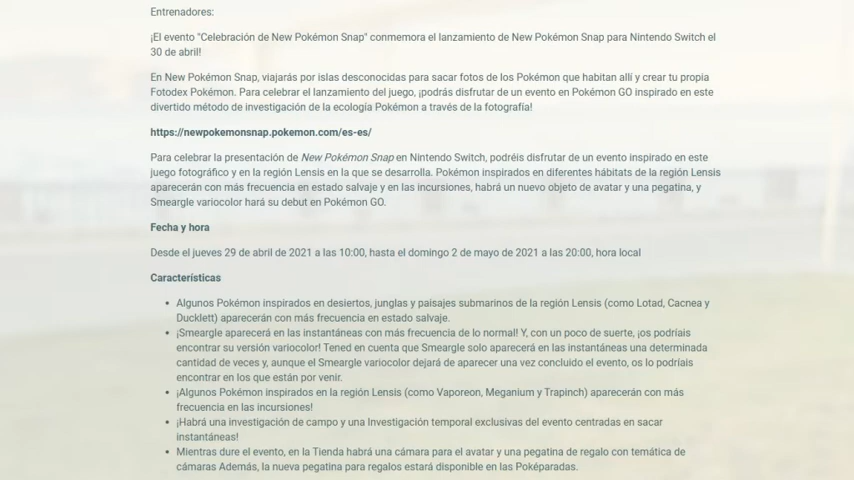 Entrenadores:
¡El evento "Celebración de New Pokémon Snap" conmemora el lanzamiento de New Pokémon Snap para Nintendo Switch el
30 de abril!
En New Pokémon Snap, viajarás por islas desconocidas para sacar fotos de los Pokémon que habitan allí y crear tu propia
Fotodex Pokémon. Para celebrar el lanzamiento del juego, ¡podrás disfrutar de un evento en Pokémon GO inspirado en este
divertido método de investigación de la ecología Pokémon a través de la fotografía!
https://newpokemonsnap.pokemon.com/es-es/
Para celebrar la presentación de New Pokémon Snap en Nintendo Switch, podréis disfrutar de un evento inspirado en este
juego fotográfico y en la región Lensis en la que se desarrolla. Pokémon inspirados en diferentes hábitats de la región Lensis
aparecerán con más frecuencia en estado salvaje y en las incursiones, habrá un nuevo objeto de avatar y una pegatina, y
Smeargle variocolor hará su debut en Pokémon GO.
Fecha y hora
Desde el jueves 29 de abril de 2021 a las 10:00, hasta el domingo 2 de mayo de 2021 a las 20:00, hora local
Características
• Algunos Pokémon inspirados en desiertos, junglas y paisajes submarinos de la región Lensis (como Lotad, Cacnea y
Ducklett) aparecerán con más frecuencia en estado salvaje.
• ¡Smeargle aparecerá en las instantáneas con más frecuencia de lo normal! Y, con un poco de suerte, ¡os podríais
encontrar su versión variocolor! Tened en cuenta que Smeargle solo aparecerá en las instantáneas una determinada
cantidad de veces y, aunque el Smeargle variocolor dejará de aparecer una vez concluido el evento, os lo podríais
encontrar en los que están por venir.
• ¡Algunos Pokémon inspirados en la región Lensis (como Vaporeon, Meganium y Trapinch) aparecerán con más
frecuencia en las incursiones!
• ¡Habrá una investigación de campo y una Investigación temporal exclusivas del evento centradas en sacar
instantáneas!
• Mientras dure el evento, en la Tienda habrá una cámara para el avatar y una pegatina de regalo con temática de
cámaras Además, la nueva pegatina para regalos estará disponible en las Poképaradas.